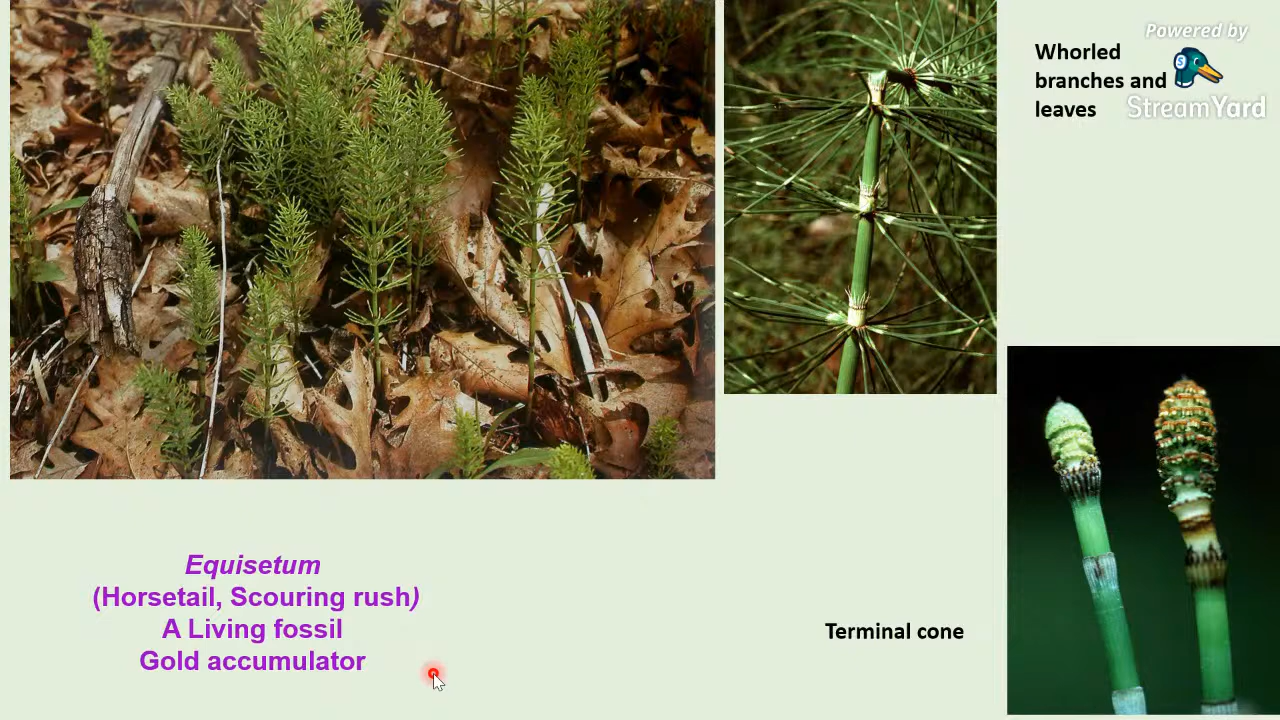 Whorled
branches and
leaves
Powered by
StreamYard
Equisetum
(Horsetail, Scouring rush)
A Living fossil
Gold accumulator
Terminal cone